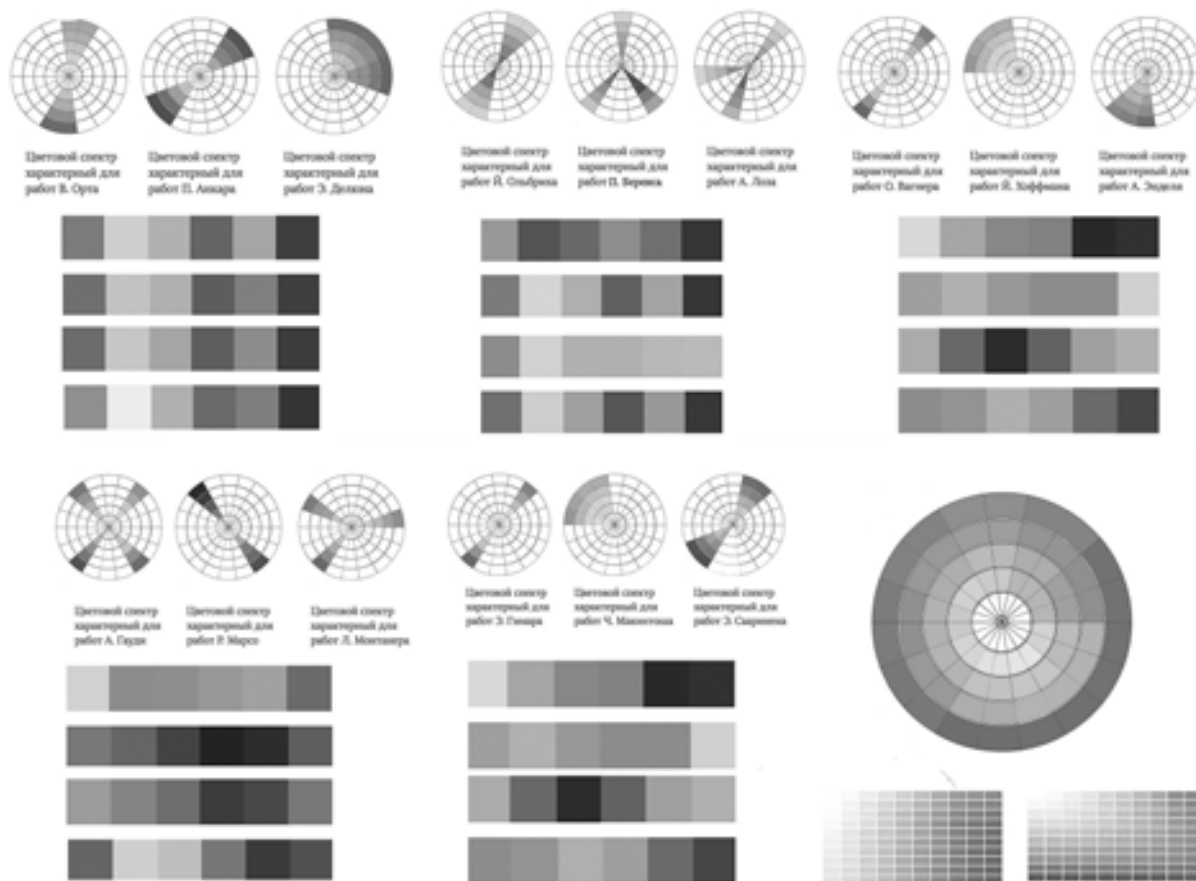 Цветовой спектр
характерный для
работ В. Орта
Цветовой спектр
характерный для
работ П. Анкара
Цветовой спектр
характерный для
работ Э. Делкина
Цветовой спектр
характерный для
работ Й. Ольбриха
Цветовой спектр
характерный для
работ П. Беренса
Цветовой спектр
характерный для
работ А. Лоза
Цветовой спектр
характерный для
работ О. Вагнера
Цветовой спектр
характерный для
работ Й. Хоффмана
Цветовой спектр
характерный для
работ А. Энделя
Цветовой спектр
характерный для
работ А. Гауди
Цветовой спектр
характерный для
работ Р. Марсо
Цветовой спектр
характерный для
работ Л. Монтанера
Цветовой спектр
характерный для
работ Э. Гимара
Цветовой спектр
характерный для
работ Ч. Макинтоша
Цветовой спектр
характерный для
работ Э. Сааринена